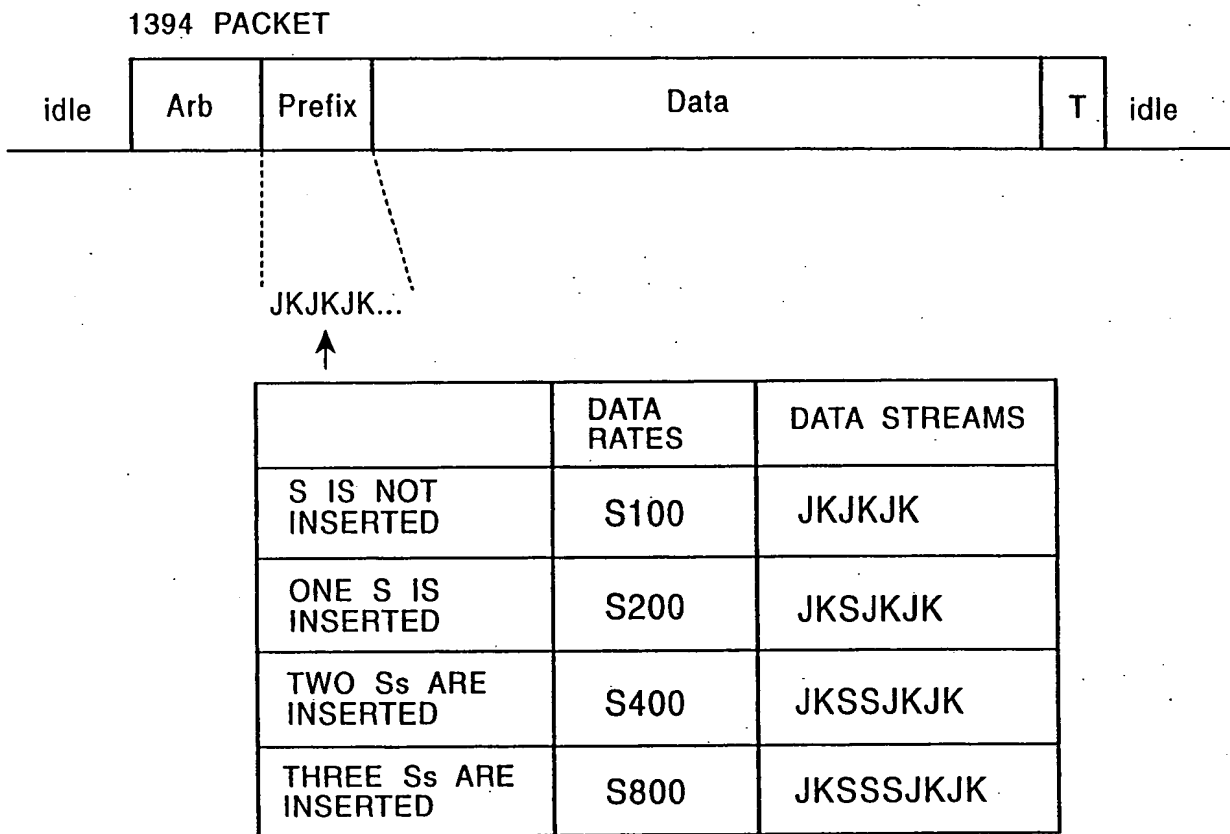 1394 PACKET
idle Arb Prefix Data T idle
JKJKJK...
DATA RATES DATA STREAMS
S IS NOT INSERTED S100 JKJKJK
ONE S IS INSERTED S200 JKSJKJK
TWO Ss ARE INSERTED S400 JKSSJKJK
THREE Ss ARE INSERTED S800 JKSSSJKJK